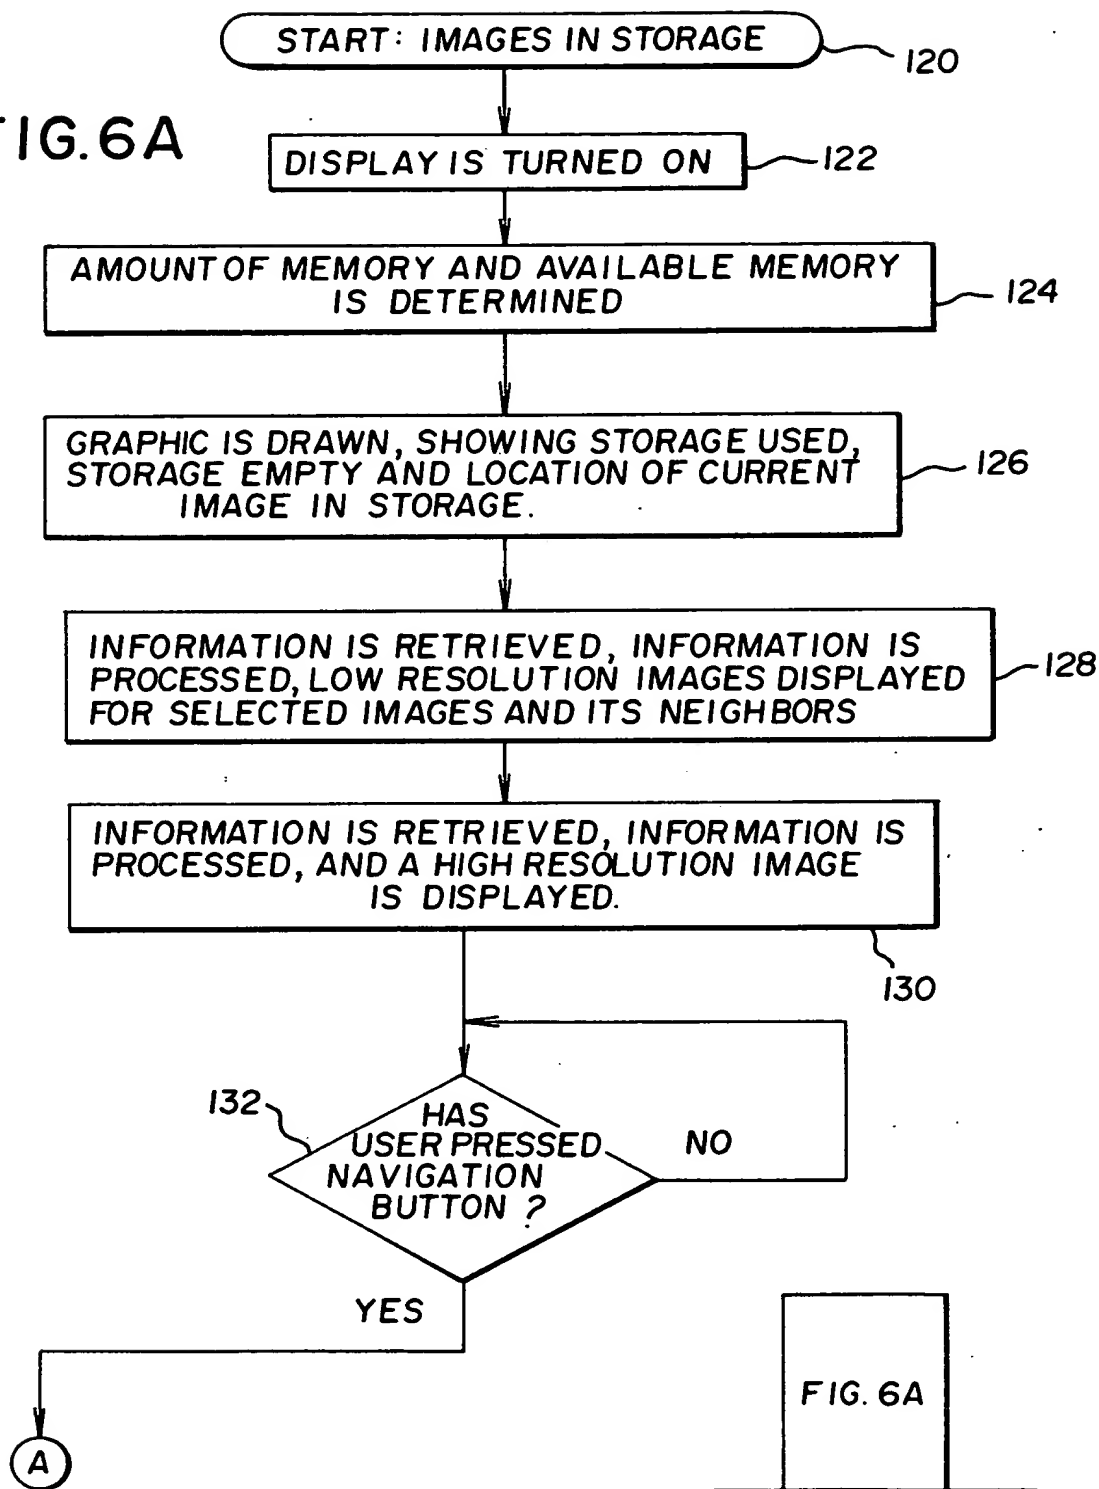 START: IMAGES IN STORAGE
120
FIG.6A
DISPLAY IS TURNED ON
122
AMOUNT OF MEMORY AND AVAILABLE MEMORY
IS DETERMINED
124
GRAPHIC IS DRAWN, SHOWING STORAGE USED,
STORAGE EMPTY AND LOCATION OF CURRENT
IMAGE IN STORAGE.
126
INFORMATION IS RETRIEVED, INFORMATION IS
PROCESSED, LOW RESOLUTION IMAGES DISPLAYED
FOR SELECTED IMAGES AND ITS NEIGHBORS
128
INFORMATION IS RETRIEVED, INFORMATION IS
PROCESSED, AND A HIGH RESOLUTION IMAGE
IS DISPLAYED.
130
132
HAS
USER PRESSED
NAVIGATION
BUTTON ?
NO
YES
A
FIG. 6A